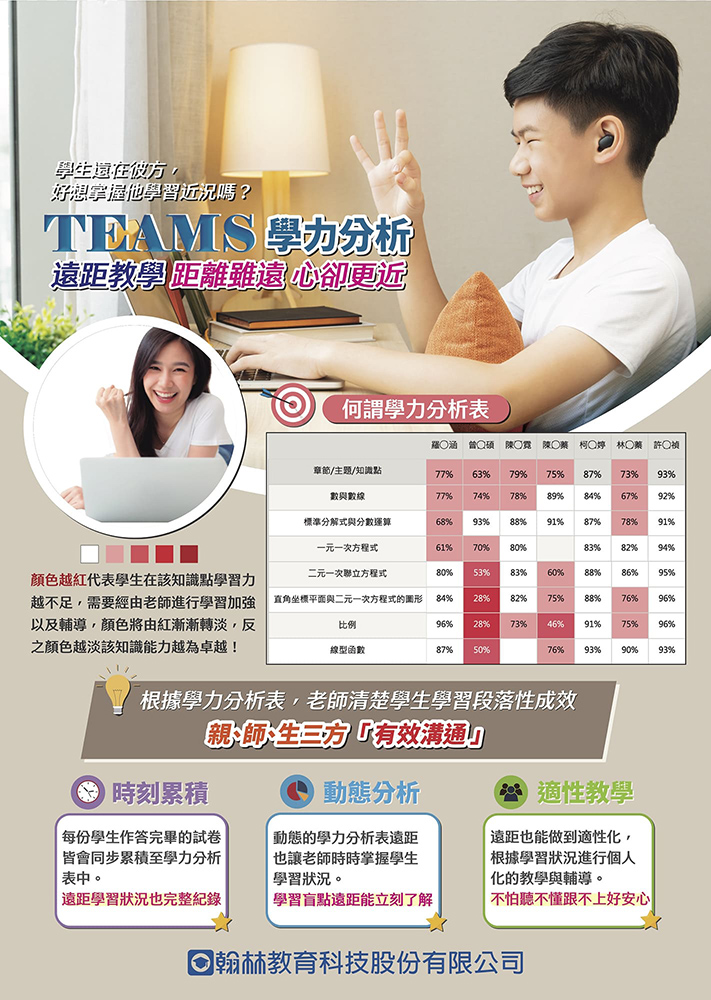 學生遠在彼方，
好想掌握他學習近況嗎？
TEAMS 學力分析
遠距教學 距離雖遠 心卻更近
何謂學力分析表
羅◯涵 曾◯碩 陳◯霓 陳◯蓁 柯◯婷 林◯蓁 許◯禎
章節/主題/知識點 77% 63% 79% 75% 87% 73% 93%
數與數線 77% 74% 78% 89% 84% 67% 92%
標準分解式與分數運算 68% 93% 88% 91% 87% 78% 91%
一元一次方程式 61% 70% 80% 83% 82% 94%
二元一次聯立方程式 80% 53% 83% 60% 88% 86% 95%
直角坐標平面與二元一次方程式的圖形 84% 28% 82% 75% 88% 76% 96%
比例 96% 28% 73% 46% 91% 75% 96%
線型函數 87% 50% 76% 93% 90% 93%
顏色越紅代表學生在該知識點學習力
越不足，需要經由老師進行學習加強
以及輔導，顏色將由紅漸漸轉淡，反
之顏色越淡該知識能力越為卓越！
根據學力分析表，老師清楚學生學習段落性成效
親、師、生三方「有效溝通」
時刻累積
每份學生作答完畢的試卷
皆會同步累積至學力分析
表中。
遠距學習狀況也完整紀錄
動態分析
動態的學力分析表遠距
也讓老師時時掌握學生
學習狀況。
學習盲點遠距能立刻了解
適性教學
遠距也能做到適性化，
根據學習狀況進行個人
化的教學與輔導。
不怕聽不懂跟不上好安心
翰林教育科技股份有限公司